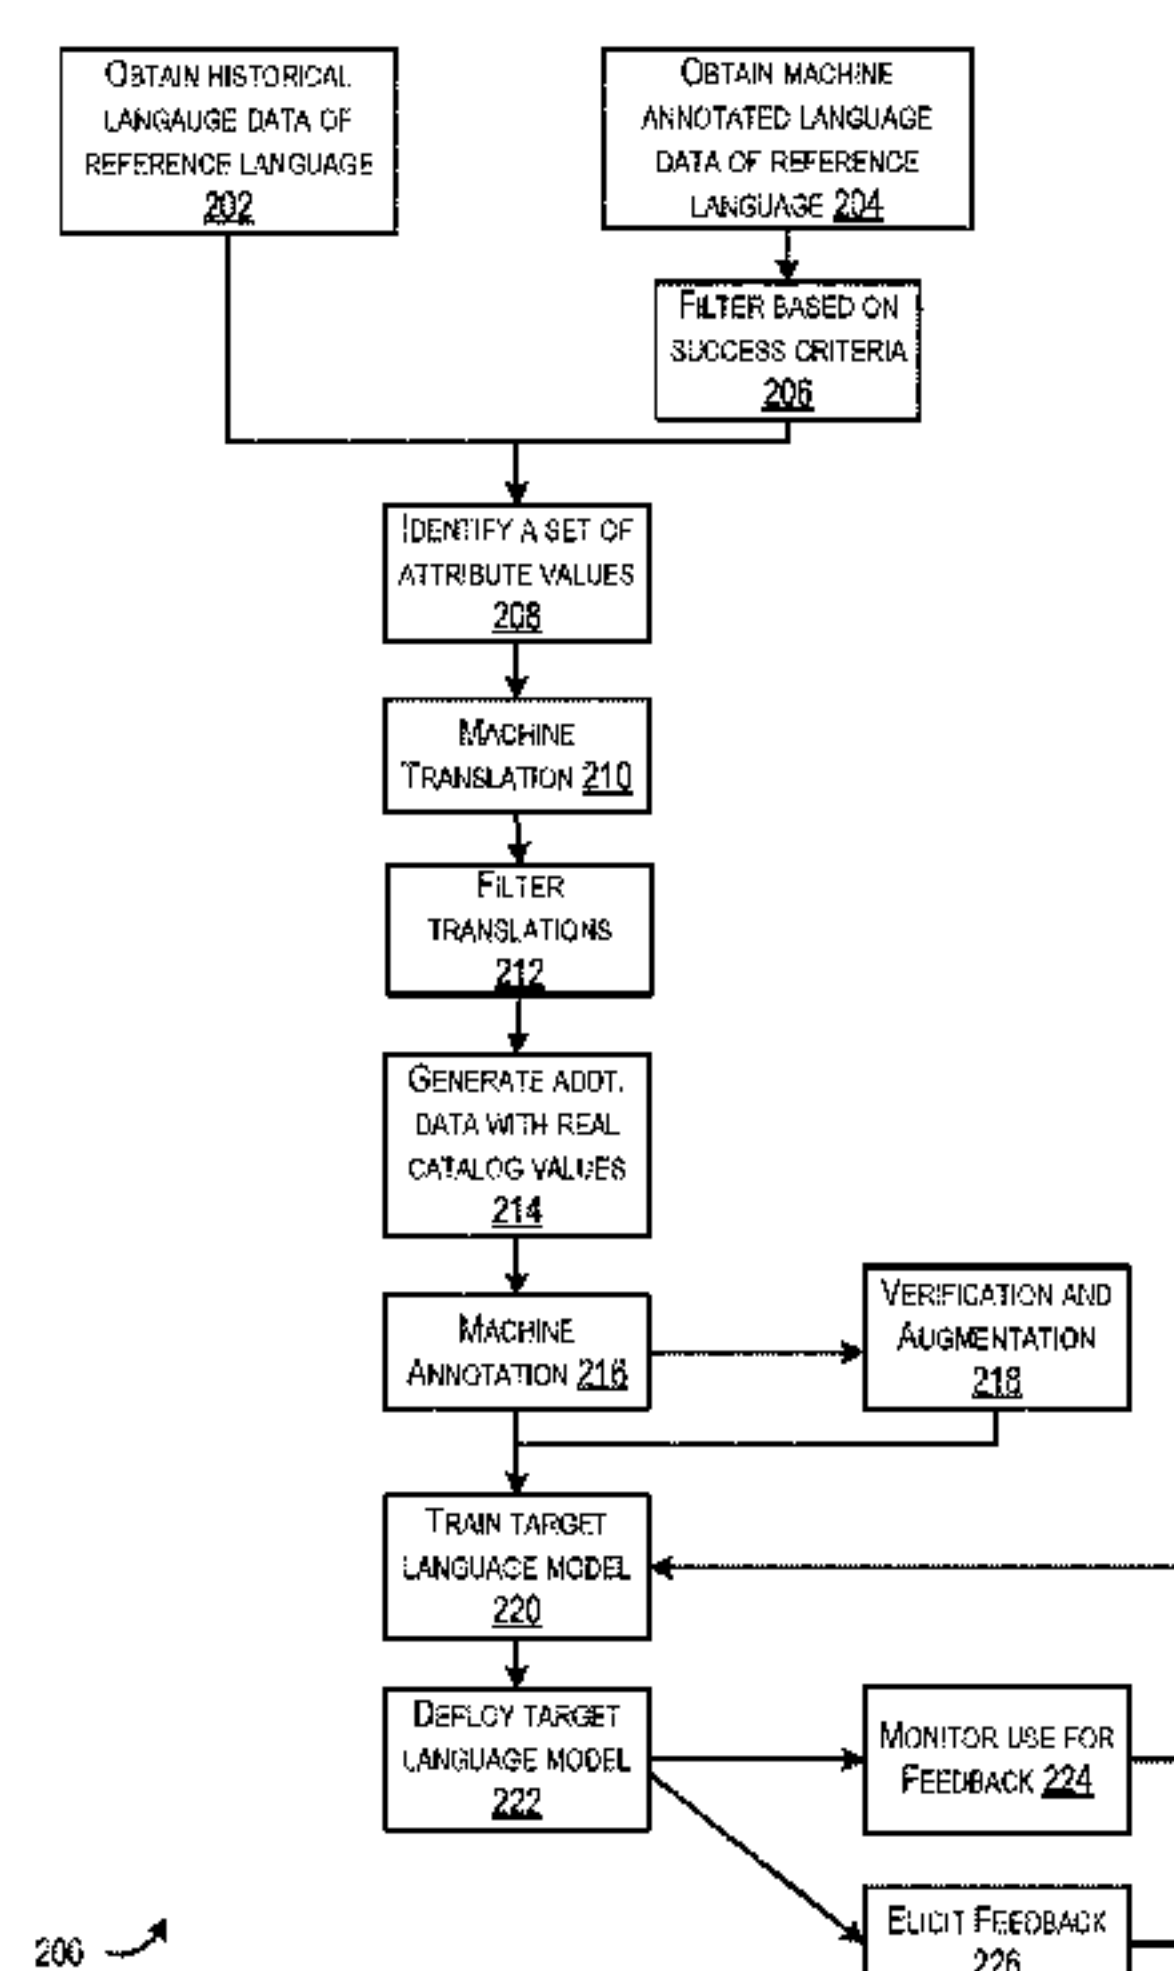 OBTAIN HISTORICAL
LANGAUGE DATA OF
REFERENCE LANGUAGE
202
OBTAIN MACHINE
ANNOTATED LANGUAGE
DATA OF REFERENCE
LANGUAGE 204
FILTER BASED ON
SUCCESS CRITERIA
206
IDENTIFY A SET OF
ATTRIBUTE VALUES
208
MACHINE
TRANSLATION 210
FILTER
TRANSLATIONS
212
GENERATE ADDT.
DATA WITH REAL
CATALOG VALUES
214
MACHINE
ANNOTATION 216
VERIFICATION AND
AUGMENTATION
218
TRAIN TARGET
LANGUAGE MODEL
220
DEPLOY TARGET
LANGUAGE MODEL
222
MONITOR USE FOR
FEEDBACK 224
ELICIT FEEDBACK
226
200